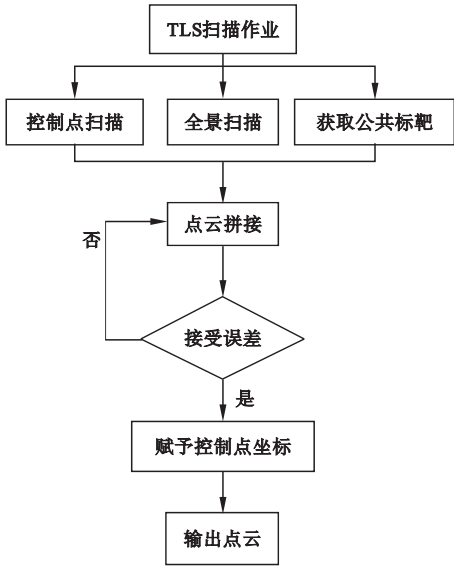 TLS扫描作业
控制点扫描
全景扫描
获取公共标靶
点云拼接
否
接受误差
是
赋予控制点坐标
输出点云